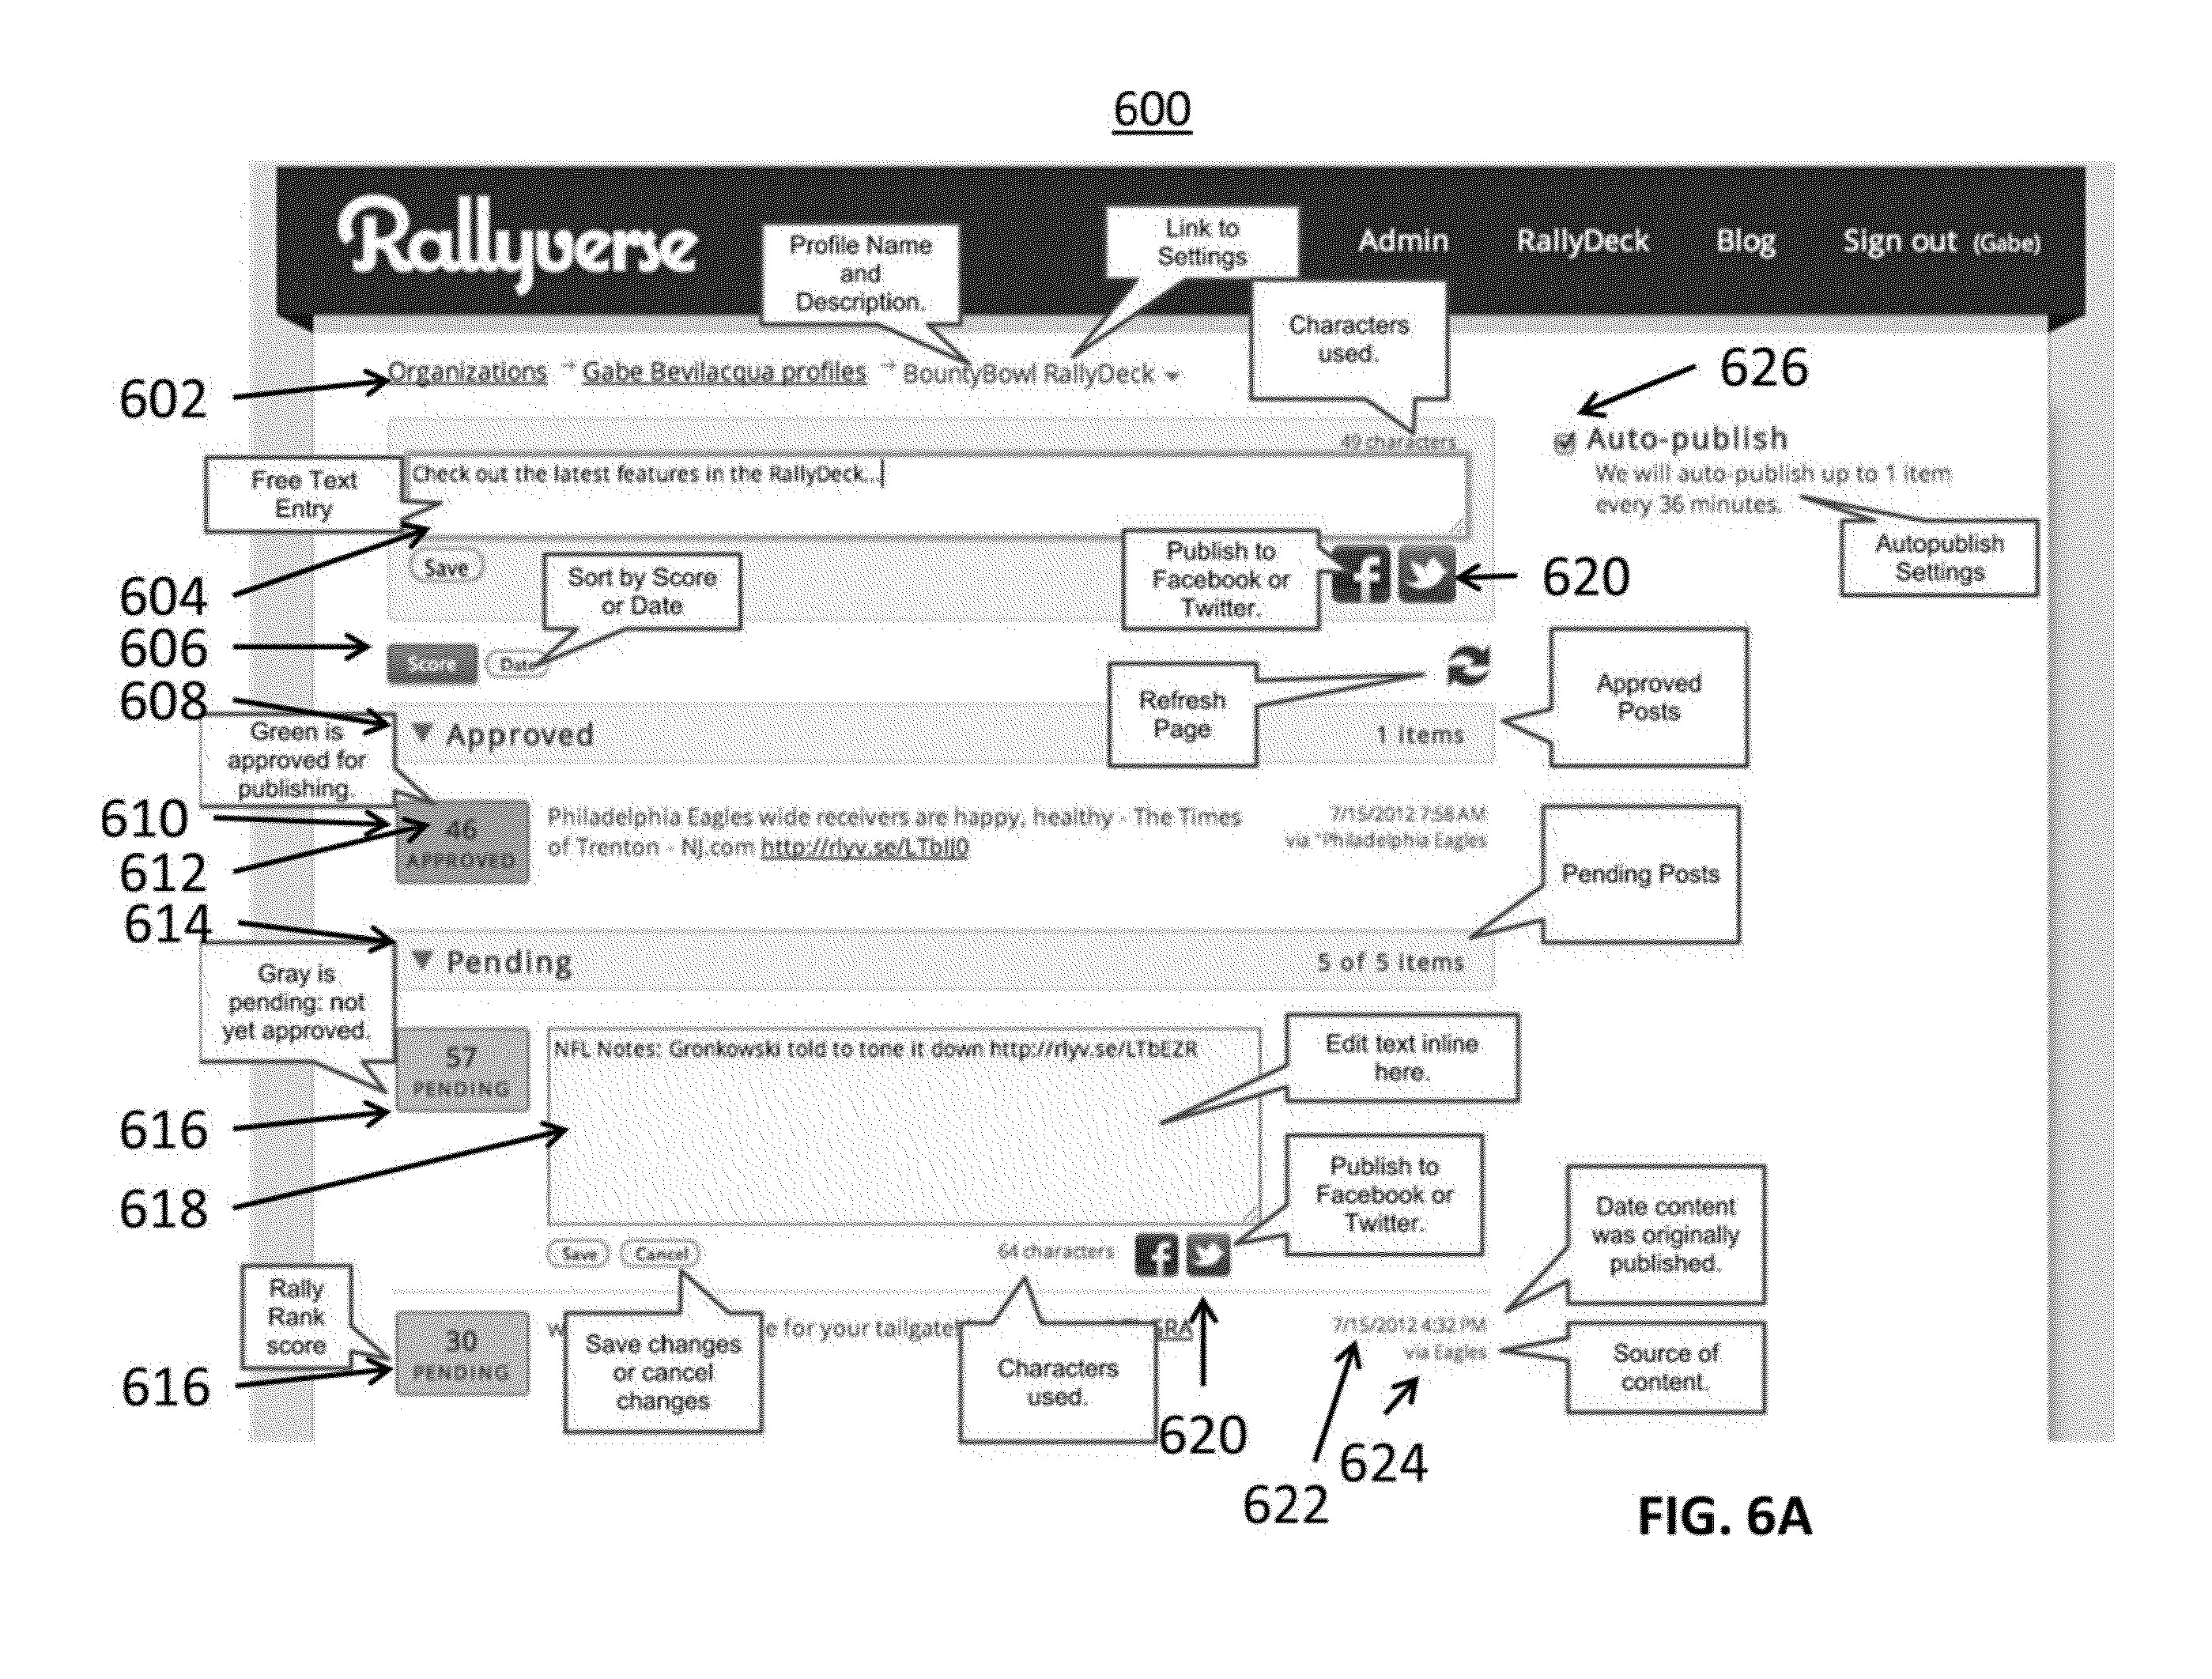 600
Rallyverse
Admin
RallyDeck
Blog
Sign out (Gabe)
Profile Name
and
Description.
Link to
Settings
Characters
used.
602
Organizations → Gabe Bevilacqua profiles → BountyBowl RallyDeck
626
49 characters
Auto-publish
We will auto-publish up to 1 item
every 36 minutes.
Autopublish
Settings
Free Text
Entry
Check out the latest features in the RallyDeck...
604
Save
Sort by Score
or Date
Publish to
Facebook or
Twitter.
620
606
Score
Date
Refresh
Page
Approved
Posts
608
Green is
approved for
publishing.
Approved
1 items
610
612
46
APPROVED
Philadelphia Eagles wide receivers are happy, healthy - The Times
of Trenton - NJ.com
7/15/2012 7:58 AM
via "Philadelphia Eagles
Pending Posts
614
Gray is
pending: not
yet approved.
Pending
5 of 5 items
57
PENDING
NFL Notes: Gronkowski told to tone it down http://rlyv.se/LTbEZR
Edit text inline
here.
616
618
Publish to
Facebook or
Twitter.
Save
Cancel
64 characters
Date content
was originally
published.
Rally
Rank
score
30
PENDING
e for your tailgate
7/15/2012 4:32 PM
via Eagles
Save changes
or cancel
changes
Characters
used.
Source of
content.
616
620
622
624
FIG. 6A